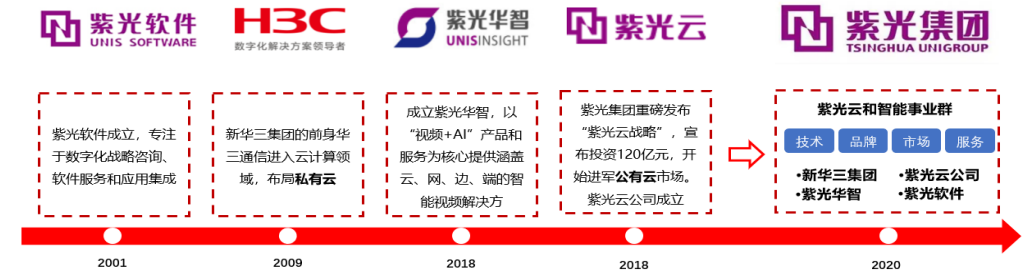 紫光软件
UNIS SOFTWARE
H3C
数字化解决方案领导者
紫光华智
UNISINSIGHT
紫光云
紫光集团
TSINGHUA UNIGROUP
紫光软件成立，专注
于数字化战略咨询、
软件服务和应用集成
新华三集团的前身华
三通信进入云计算领
域，布局私有云
成立紫光华智，以
“视频+AI”产品和
服务为核心提供涵盖
云、网、边、端的智
能视频解决方
紫光集团重磅发布
“紫光云战略”，宣
布投资120亿元，开
始进军公有云市场。
紫光云公司成立
紫光云和智能事业群
技术 品牌 市场 服务
•新华三集团 •紫光云公司
•紫光华智 •紫光软件
2001 2009 2018 2018 2020